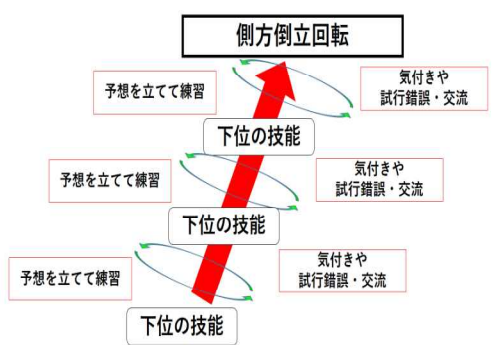 側方倒立回転
予想を立てて練習
気付きや
試行錯誤・交流
下位の技能
予想を立てて練習
気付きや
試行錯誤・交流
下位の技能
予想を立てて練習
気付きや
試行錯誤・交流
下位の技能